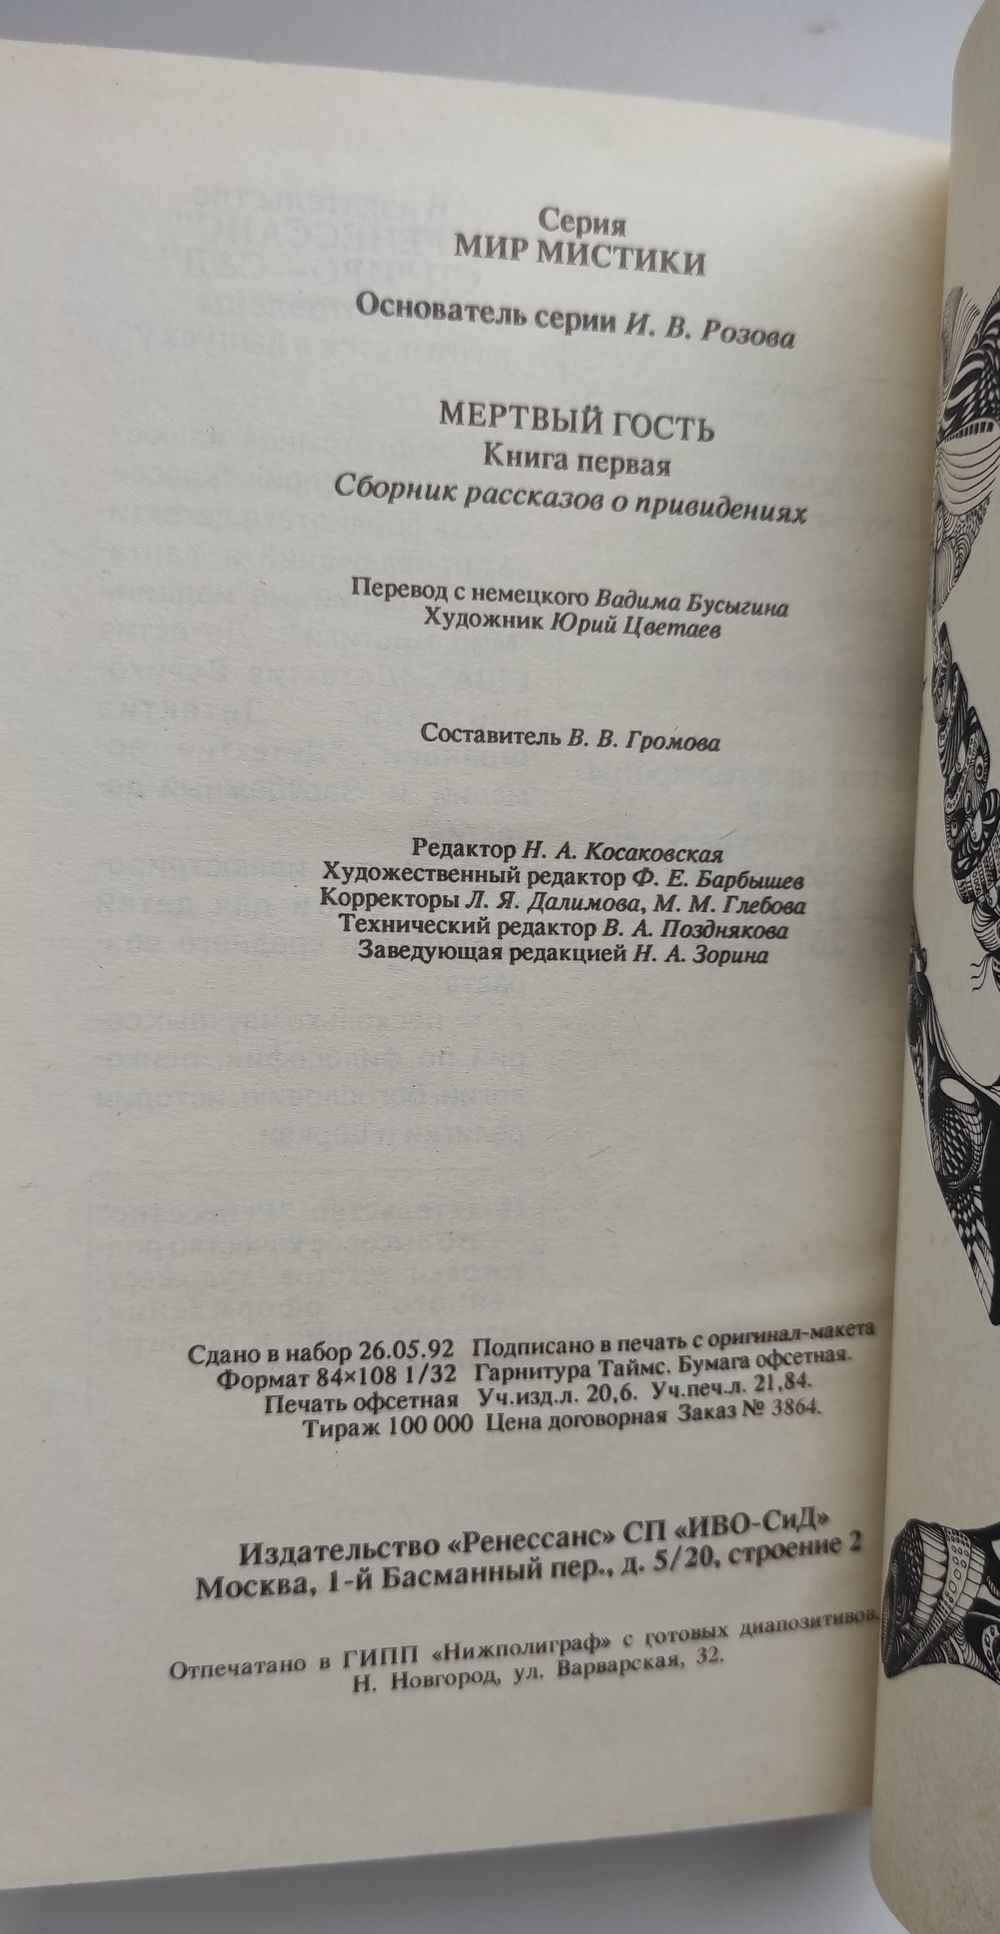 Серия
МИР МИСТИКИ
Основатель серии И. В. Розова
МЕРТВЫЙ ГОСТЬ
Книга первая
Сборник рассказов о привидениях
Перевод с немецкого Вадима Бусыгина
Художник Юрий Цветаев
Составитель В. В. Громова
Редактор Н. А. Косаковская
Художественный редактор Ф. Е. Барбышев
Корректоры Л. Я. Далимова, М. М. Глебова
Технический редактор В. А. Позднякова
Заведующая редакцией Н. А. Зорина
Сдано в набор 26.05.92 Подписано в печать с оригинал-макета
Формат 84×108 1/32 Гарнитура Таймс. Бумага офсетная.
Печать офсетная Уч.изд.л. 20,6. Уч.печ.л. 21,84.
Тираж 100 000 Цена договорная Заказ № 3864.
Издательство «Ренессанс» СП «ИВО-СиД»
Москва, 1-й Басманный пер., д. 5/20, строение 2
Отпечатано в ГИПП «Нижполиграф» с готовых диапозитивов.
Н. Новгород, ул. Варварская, 32.